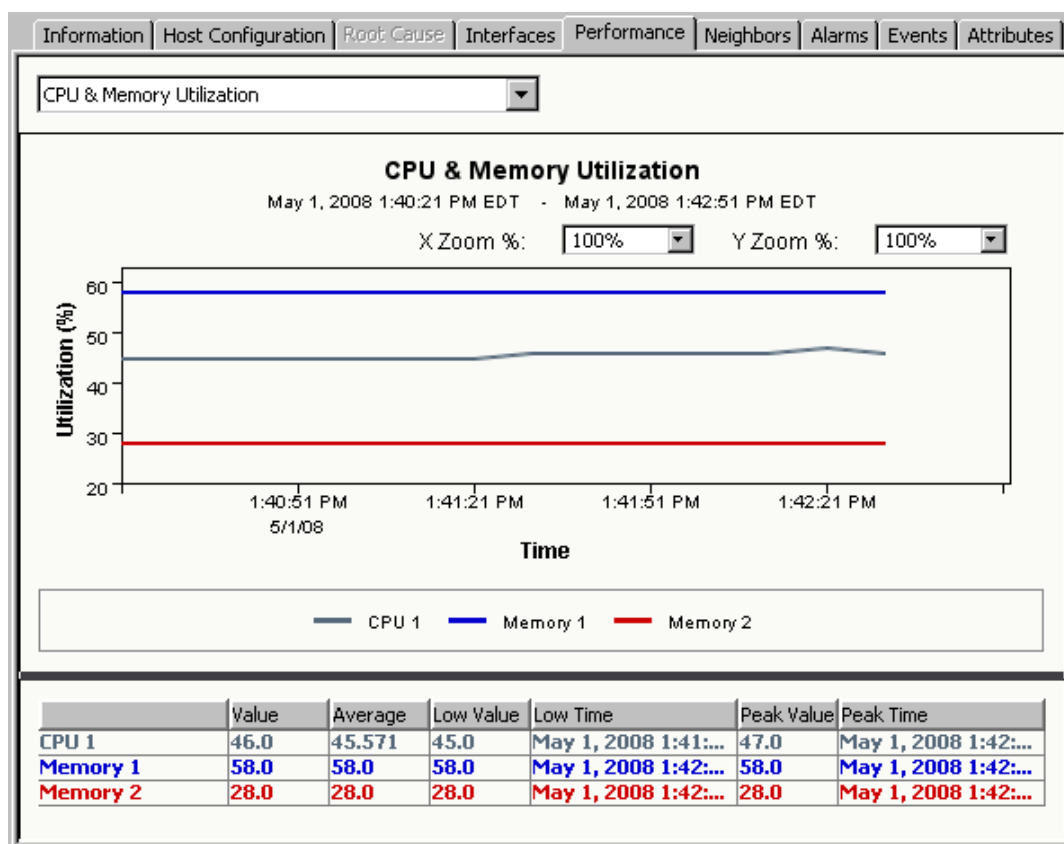 Information Host Configuration Root Cause Interfaces Performance Neighbors Alarms Events Attributes
CPU & Memory Utilization
CPU & Memory Utilization
May 1, 2008 1:40:21 PM EDT - May 1, 2008 1:42:51 PM EDT
X Zoom %: 100% Y Zoom %: 100%
60
50
40
30
20
Utilization (%)
1:40:51 PM 1:41:21 PM 1:41:51 PM 1:42:21 PM
5/1/08
Time
CPU 1 Memory 1 Memory 2
Value Average Low Value Low Time Peak Value Peak Time
CPU 1 46.0 45.571 45.0 May 1, 2008 1:41:... 47.0 May 1, 2008 1:42:...
Memory 1 58.0 58.0 58.0 May 1, 2008 1:42:... 58.0 May 1, 2008 1:42:...
Memory 2 28.0 28.0 28.0 May 1, 2008 1:42:... 28.0 May 1, 2008 1:42:...